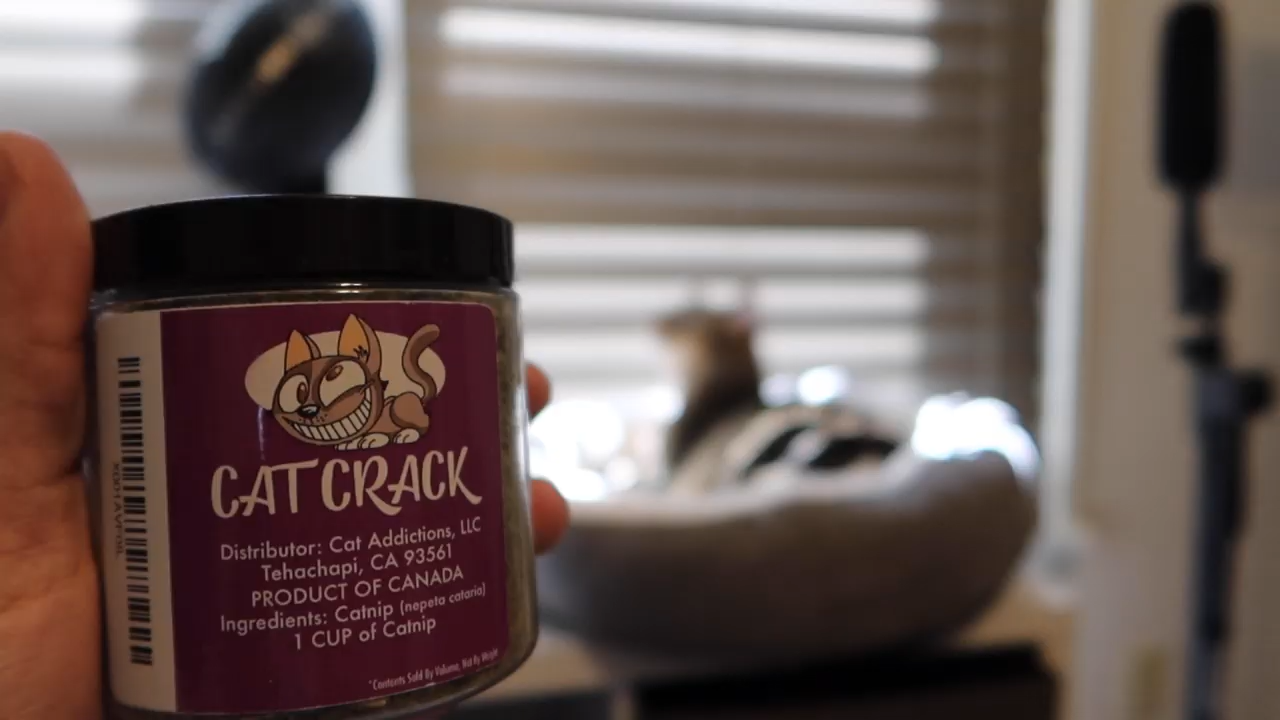 CAT CRACK
Distributor: Cat Addictions, LLC
Tehachapi, CA 93561
PRODUCT OF CANADA
Ingredients: Catnip (nepeta cataria)
1 CUP of Catnip
*Contents Sold By Volume, Not By Weight